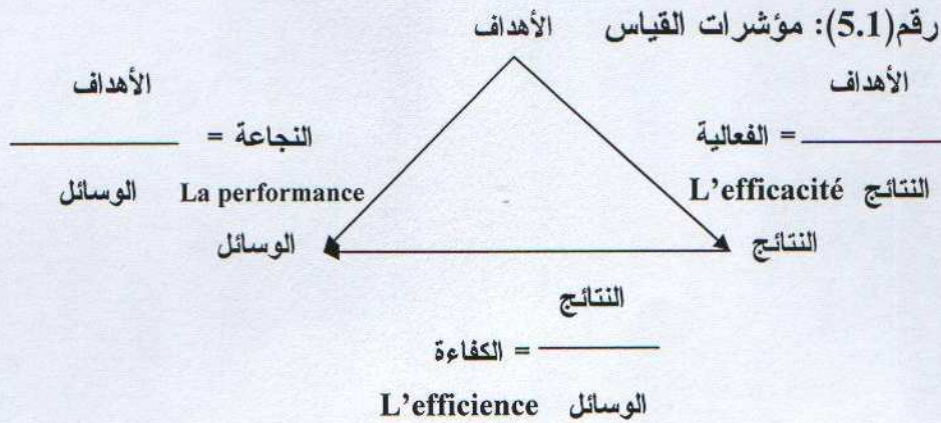 رقم(5.1): مؤشرات القياس
الأهداف
الأهداف
الفعالية =
النتائج L'efficacité
النتائج
الأهداف
النجاعة =
الوسائل La performance
الوسائل
النتائج
الكفاءة =
الوسائل L'efficience